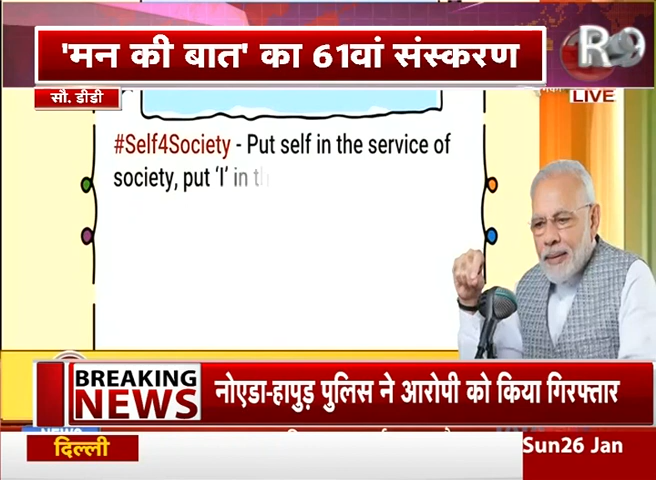 'मन की बात' का 61वां संस्करण
सौ. डीडी
LIVE
#Self4Society - Put self in the service of
society, put 'I' in th
BREAKING
NEWS
नोएडा-हापुड़ पुलिस ने आरोपी को किया गिरफ्तार
दिल्ली
Sun26 Jan